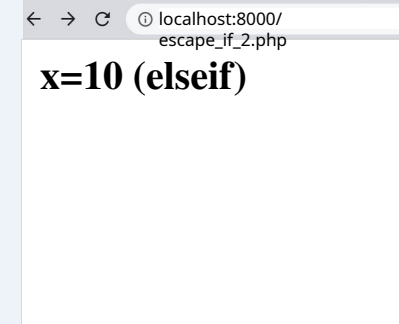 localhost:8000/
escape_if_2.php
x=10 (elseif)